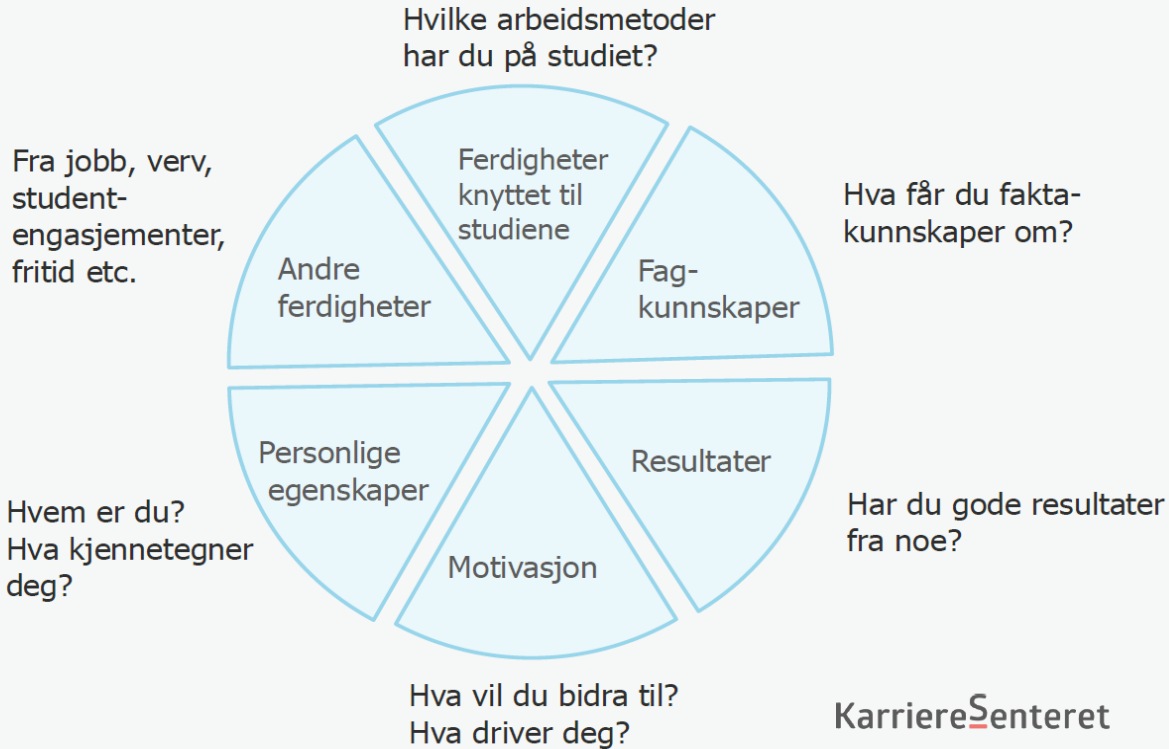 Hvilke arbeidsmetoder
har du på studiet?
Ferdigheter
knyttet til
studiene
Fag-
kunnskaper
Hva får du fakta-
kunnskaper om?
Resultater
Har du gode resultater
fra noe?
Motivasjon
Hva vil du bidra til?
Hva driver deg?
Personlige
egenskaper
Hvem er du?
Hva kjennetegner
deg?
Andre
ferdigheter
Fra jobb, verv,
student-
engasjementer,
fritid etc.
KarriereSenteret